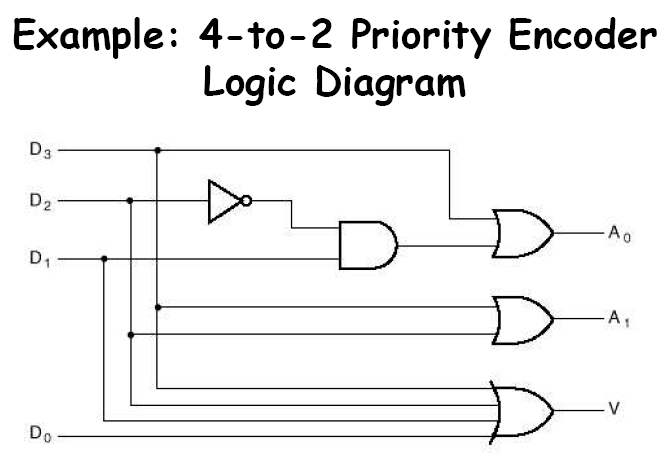 Example: 4-to-2 Priority Encoder
Logic Diagram
D3
D2
D1
D0
A0
A1
V